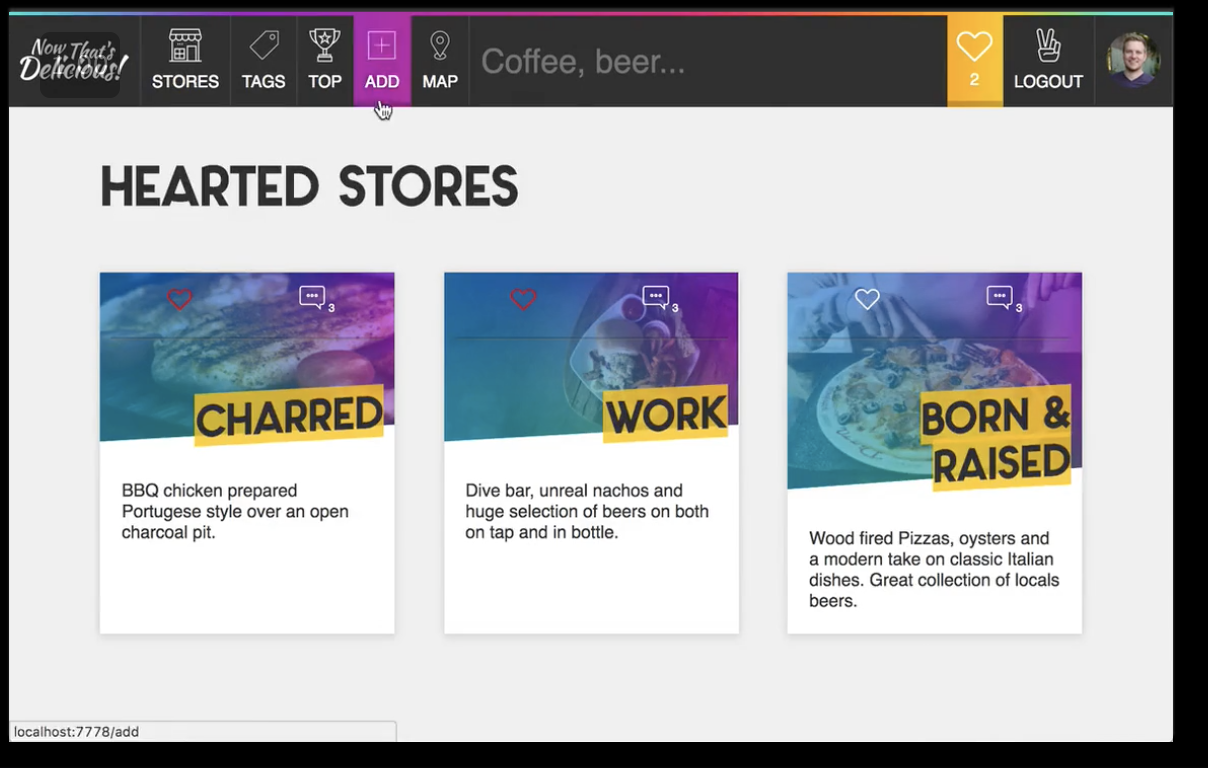 Now That's
Delicious!
STORES
TAGS
TOP
ADD
MAP
Coffee, beer...
2
LOGOUT
HEARTED STORES
3
CHARRED
BBQ chicken prepared
Portugese style over an open
charcoal pit.
3
WORK
Dive bar, unreal nachos and
huge selection of beers on both
on tap and in bottle.
3
BORN &
RAISED
Wood fired Pizzas, oysters and
a modern take on classic Italian
dishes. Great collection of locals
beers.
localhost:7778/add